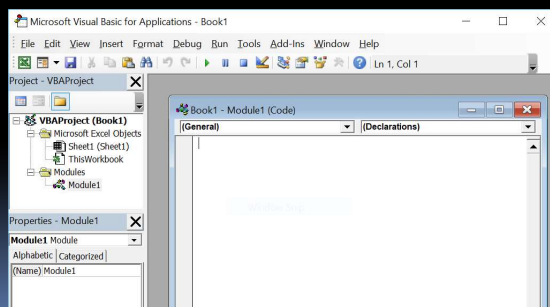 Microsoft Visual Basic for Applications - Book1
File Edit View Insert Format Debug Run Tools Add-Ins Window Help
Ln 1, Col 1
Project - VBAProject
VBAProject (Book1)
Microsoft Excel Objects
Sheet1 (Sheet1)
ThisWorkbook
Modules
Module1
Properties - Module1
Module1 Module
Alphabetic Categorized
(Name) Module1
Book1 - Module1 (Code)
(General) (Declarations)